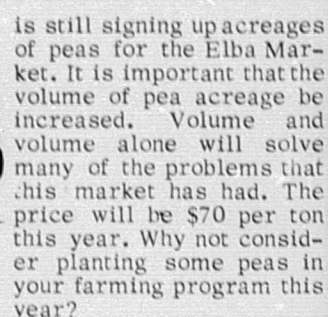 is still signing up acreages
of peas for the Elba Mar-
ket. It is important that the
volume of pea acreage be
increased. Volume and
volume alone will solve
many of the problems that
this market has had. The
price will be $70 per ton
this year. Why not consid-
er planting some peas in
your farming program this
year?